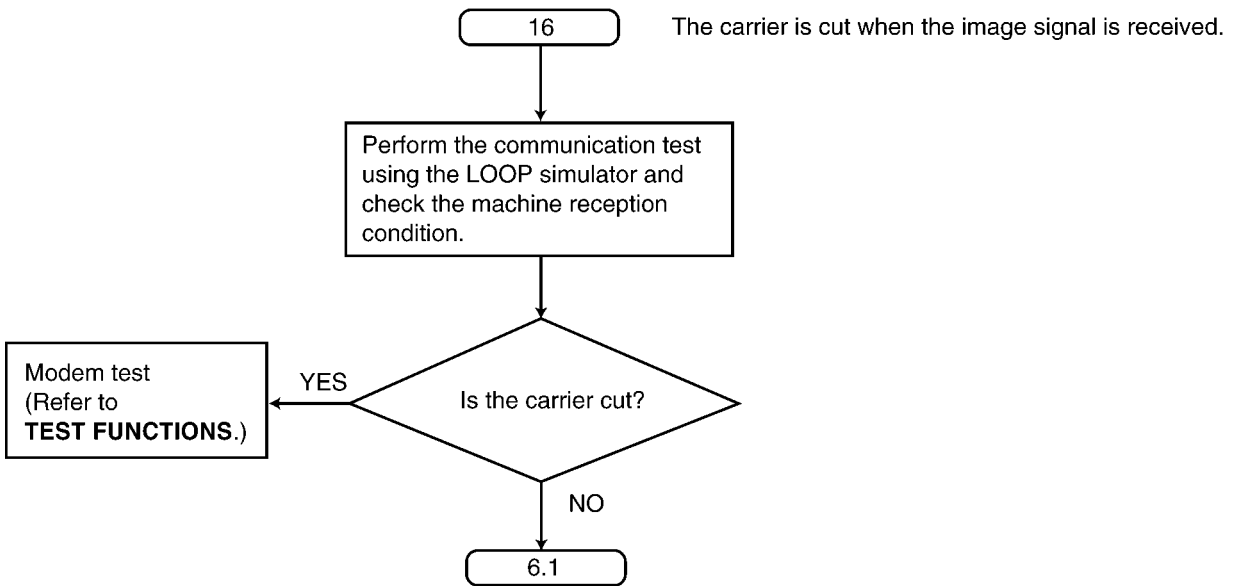 16
The carrier is cut when the image signal is received.
Perform the communication test
using the LOOP simulator and
check the machine reception
condition.
Is the carrier cut?
YES
Modem test
(Refer to
TEST FUNCTIONS.)
NO
6.1